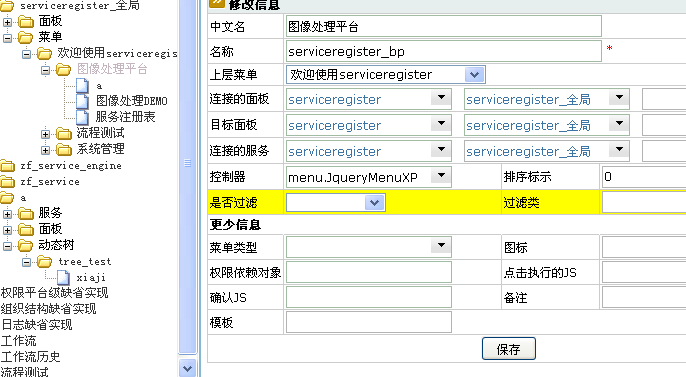 serviceregister_全局
面板
菜单
欢迎使用serviceregis
图像处理平台
a
图像处理DEMO
服务注册表
流程测试
系统管理
zf_service_engine
zf_service
a
服务
面板
动态树
tree_test
xiaji
权限平台级缺省实现
组织结构缺省实现
日志缺省实现
工作流
工作流历史
流程测试
修改信息
中文名 图像处理平台
名称 serviceregister_bp *
上层菜单 欢迎使用serviceregister
连接的面板 serviceregister serviceregister_全局
目标面板 serviceregister serviceregister_全局
连接的服务 serviceregister serviceregister_全局
控制器 menu.JqueryMenuXP 排序标示 0
是否过滤 过滤类
更少信息
菜单类型 图标
权限依赖对象 点击执行的JS
确认JS 备注
模板
保存